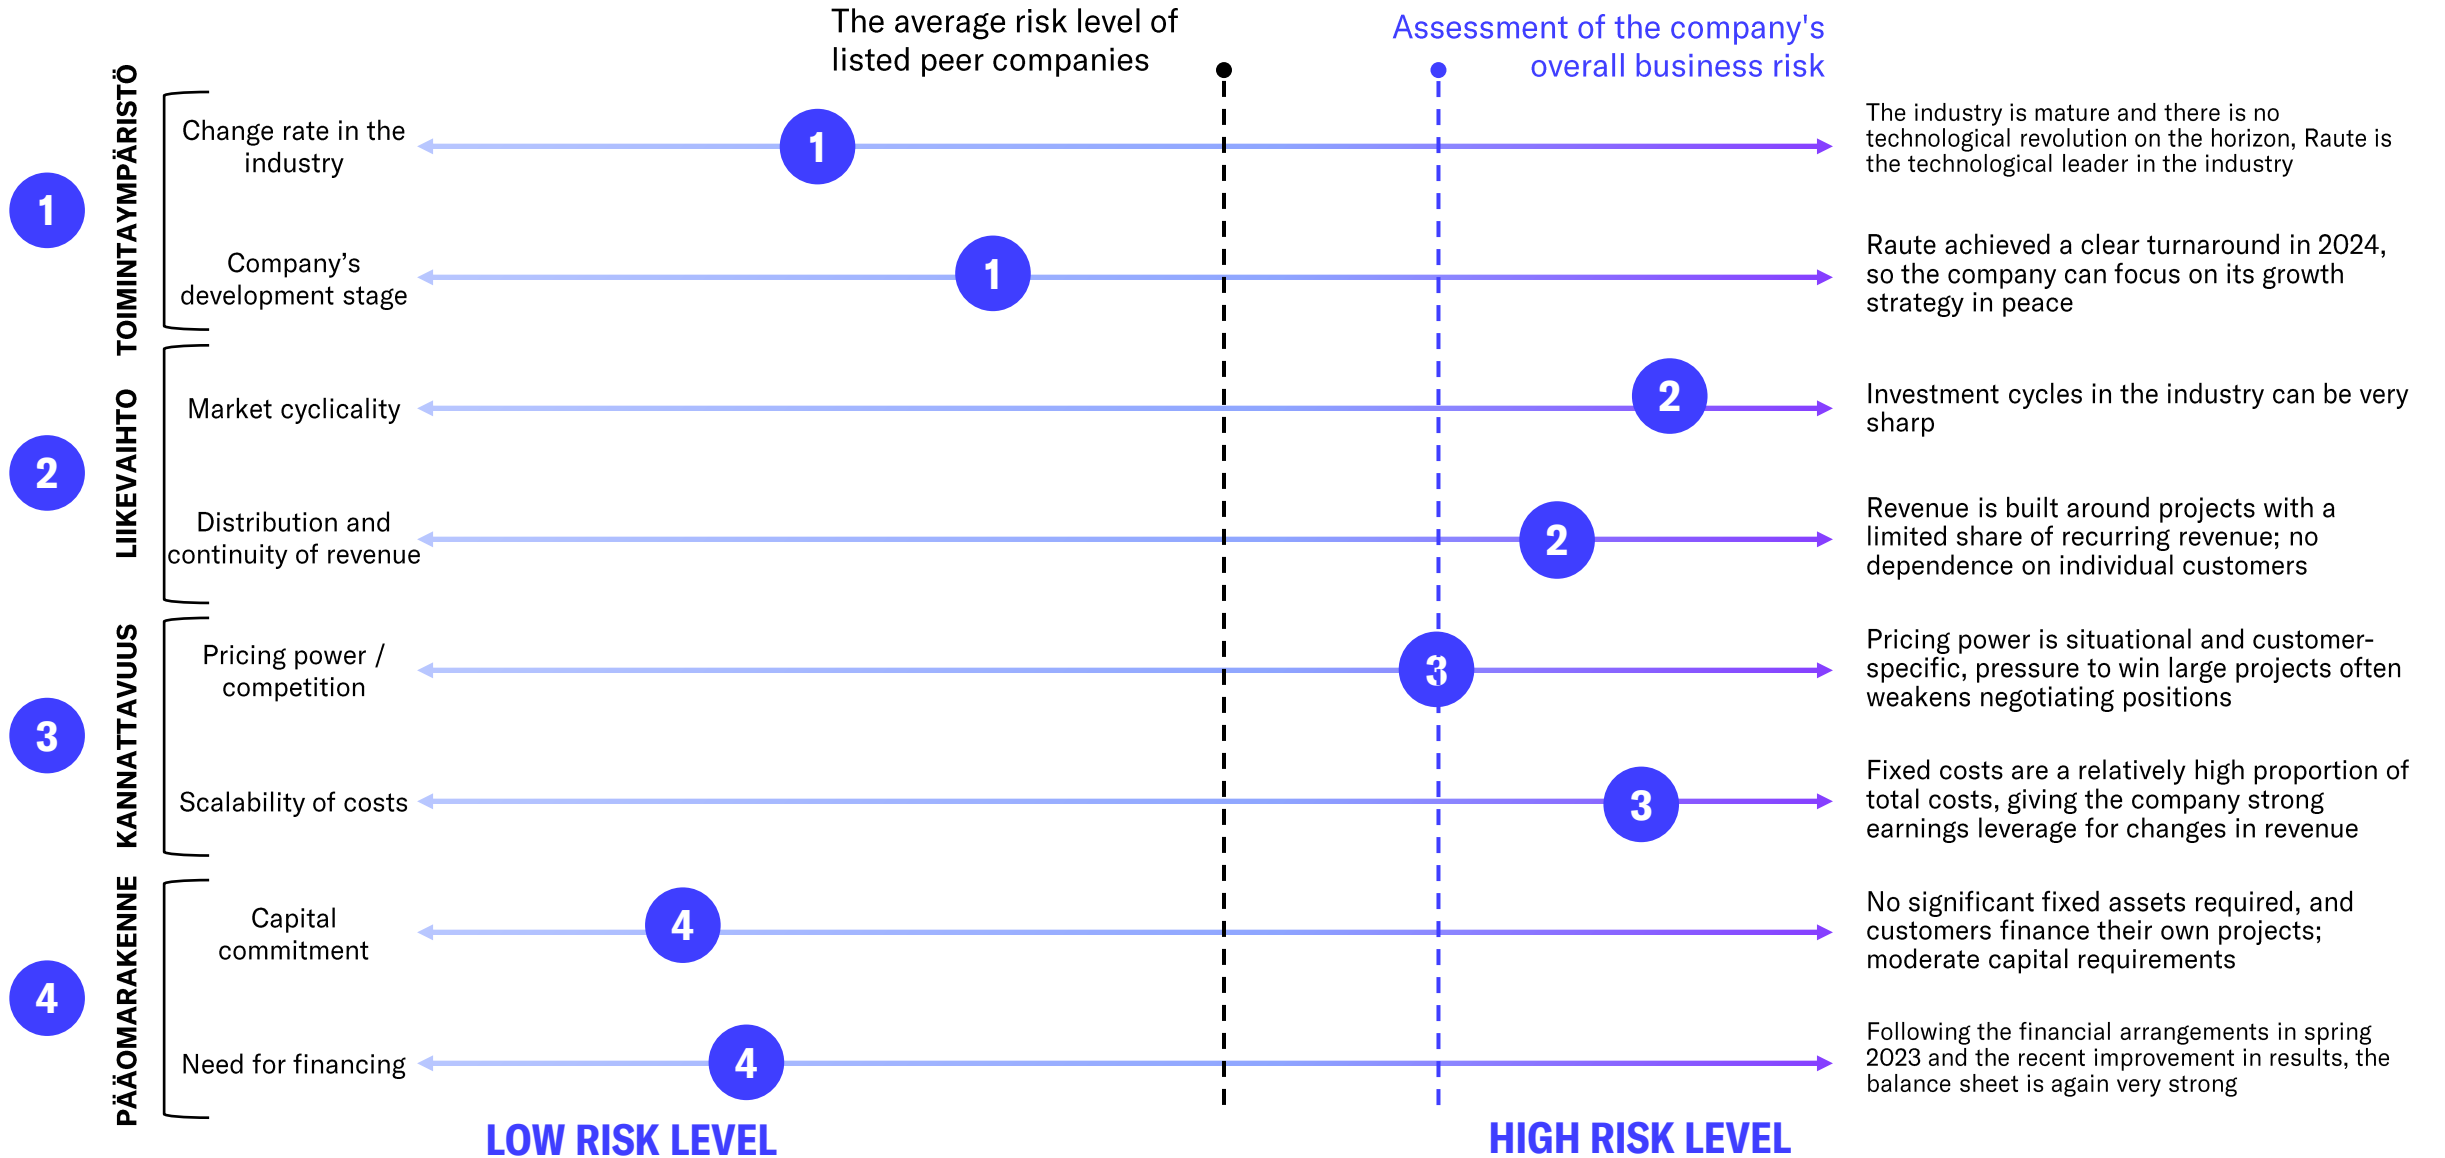 The average risk level of
listed peer companies
Assessment of the company's
overall business risk
1
TOIMINTAYMPÄRISTÖ
Change rate in the
industry
1
The industry is mature and there is no
technological revolution on the horizon, Raute is
the technological leader in the industry
Company’s
development stage
1
Raute achieved a clear turnaround in 2024,
so the company can focus on its growth
strategy in peace
2
LIIKEVAIHTO
Market cyclicality
2
Investment cycles in the industry can be very
sharp
Distribution and
continuity of revenue
2
Revenue is built around projects with a
limited share of recurring revenue; no
dependence on individual customers
3
KANNATTAVUUS
Pricing power /
competition
3
Pricing power is situational and customer-
specific, pressure to win large projects often
weakens negotiating positions
Scalability of costs
3
Fixed costs are a relatively high proportion of
total costs, giving the company strong
earnings leverage for changes in revenue
4
PÄÄOMARAKENNE
Capital
commitment
4
No significant fixed assets required, and
customers finance their own projects;
moderate capital requirements
Need for financing
4
Following the financial arrangements in spring
2023 and the recent improvement in results, the
balance sheet is again very strong
LOW RISK LEVEL
HIGH RISK LEVEL